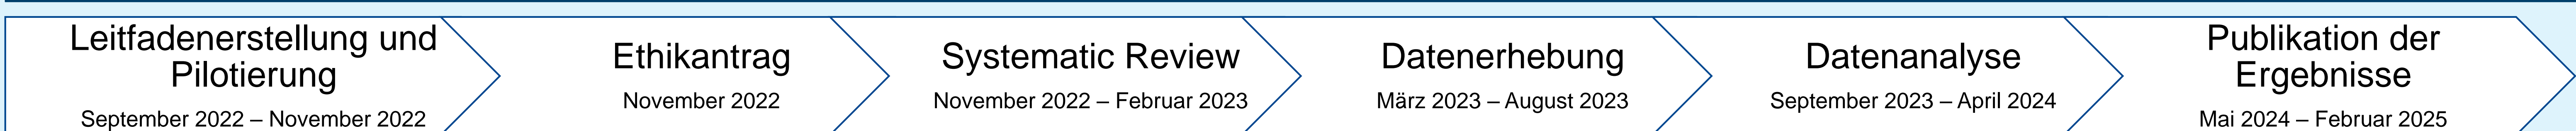 Leitfadenerstellung und
Pilotierung
September 2022 – November 2022
Ethikantrag
November 2022
Systematic Review
November 2022 – Februar 2023
Datenerhebung
März 2023 – August 2023
Datenanalyse
September 2023 – April 2024
Publikation der
Ergebnisse
Mai 2024 – Februar 2025